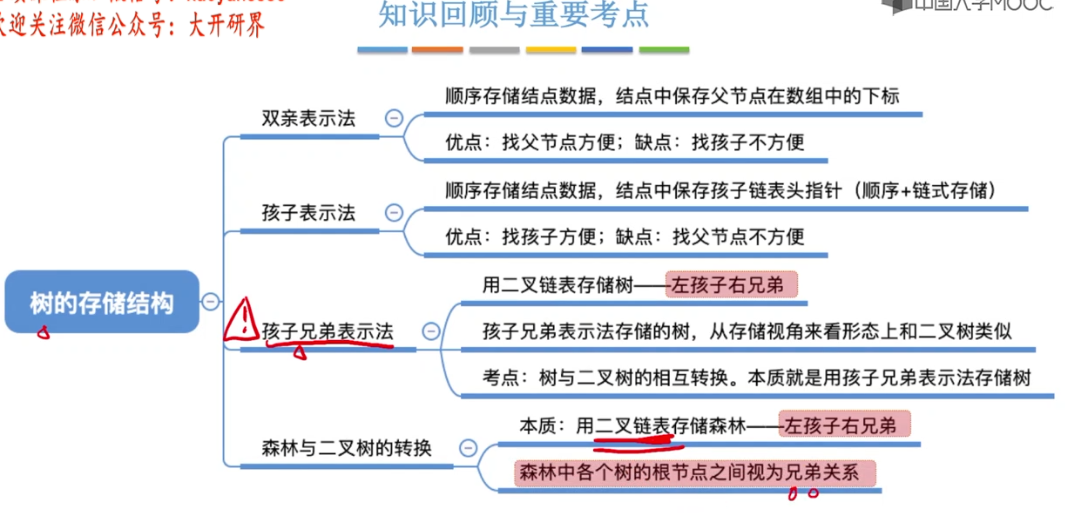 迎关注微信公众号：大开研界
知识回顾与重要考点
中国大学MOOC
双亲表示法
顺序存储结点数据，结点中保存父节点在数组中的下标
优点：找父节点方便；缺点：找孩子不方便
孩子表示法
顺序存储结点数据，结点中保存孩子链表头指针（顺序+链式存储）
优点：找孩子方便；缺点：找父节点不方便
树的存储结构
孩子兄弟表示法
用二叉链表存储树——左孩子右兄弟
孩子兄弟表示法存储的树，从存储视角来看形态上和二叉树类似
考点：树与二叉树的相互转换。本质就是用孩子兄弟表示法存储树
森林与二叉树的转换
本质：用二叉链表存储森林——左孩子右兄弟
森林中各个树的根节点之间视为兄弟关系